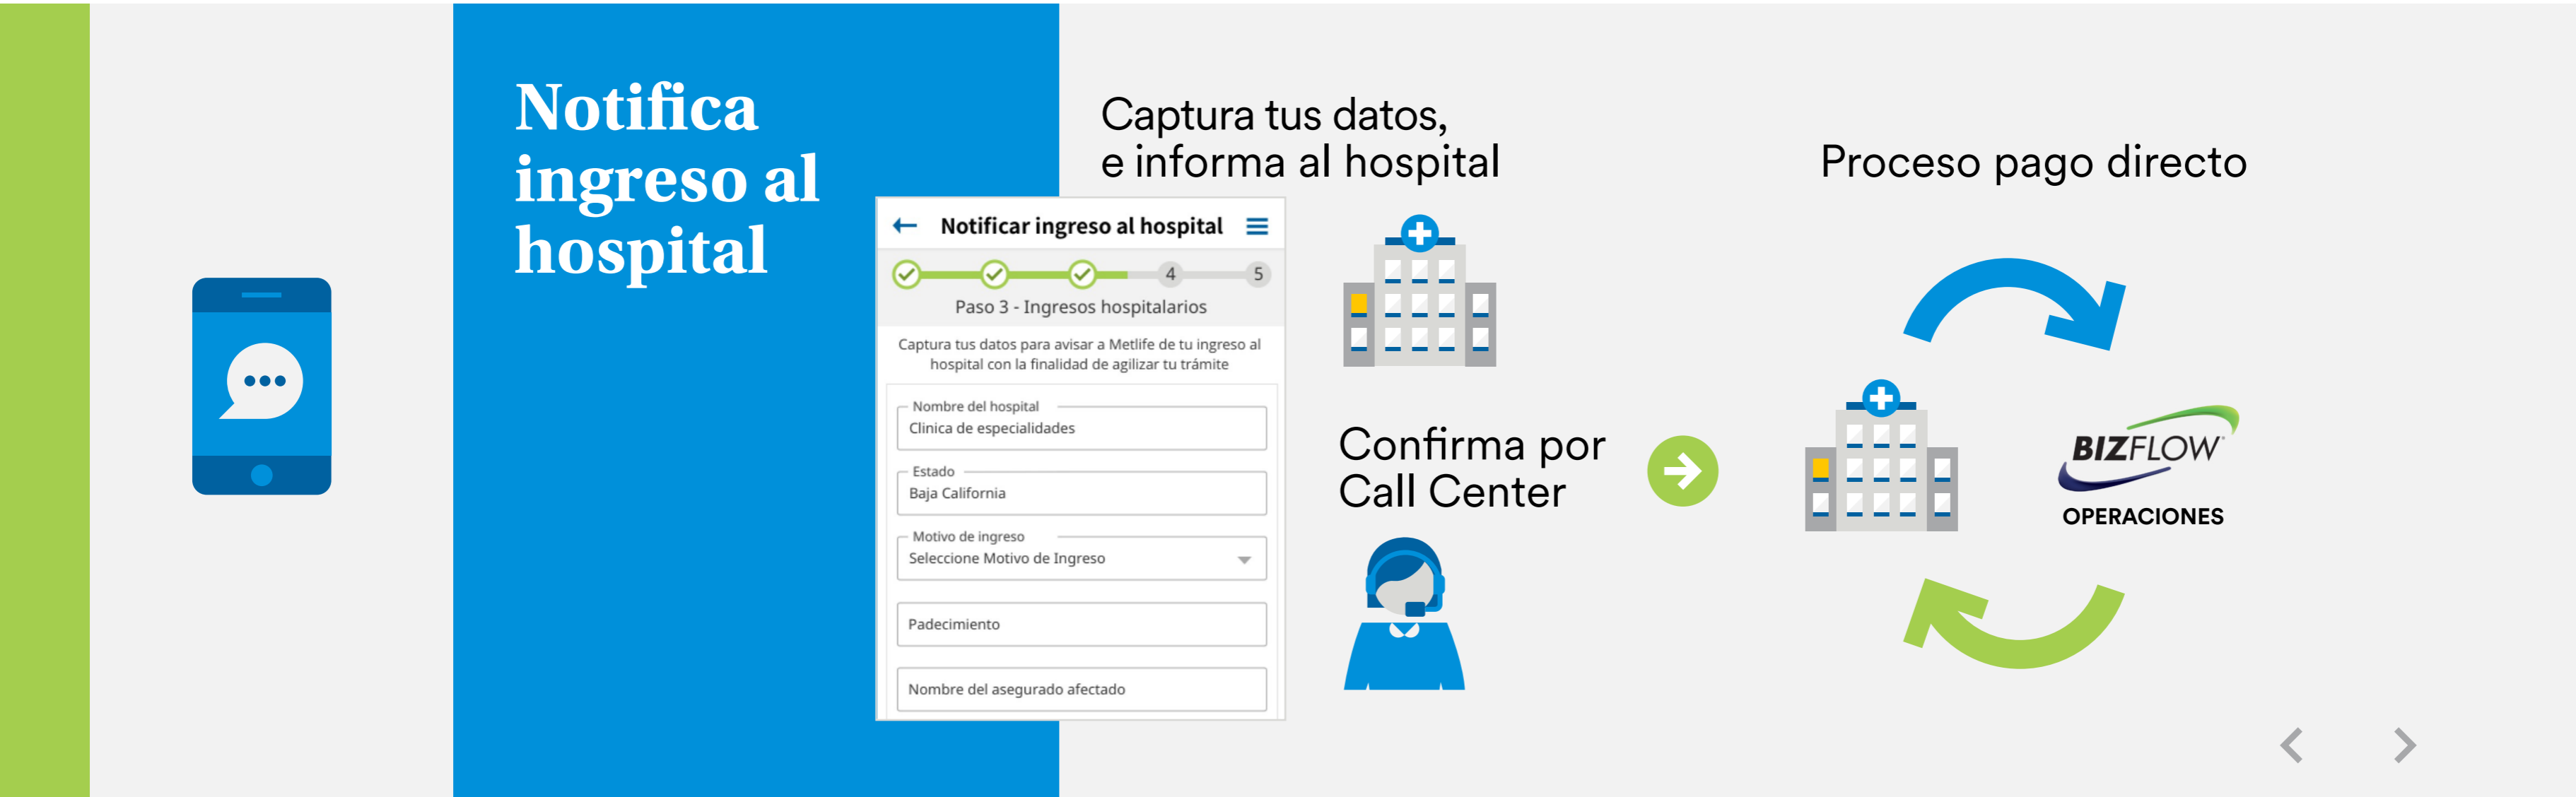 Notifica
ingreso al
hospital
Notificar ingreso al hospital
4
5
Paso 3 - Ingresos hospitalarios
Captura tus datos para avisar a Metlife de tu ingreso al
hospital con la finalidad de agilizar tu trámite
Nombre del hospital
Clinica de especialidades
Estado
Baja California
Motivo de ingreso
Seleccione Motivo de Ingreso
Padecimiento
Nombre del asegurado afectado
Captura tus datos,
e informa al hospital
Confirma por
Call Center
Proceso pago directo
BIZFLOW
OPERACIONES